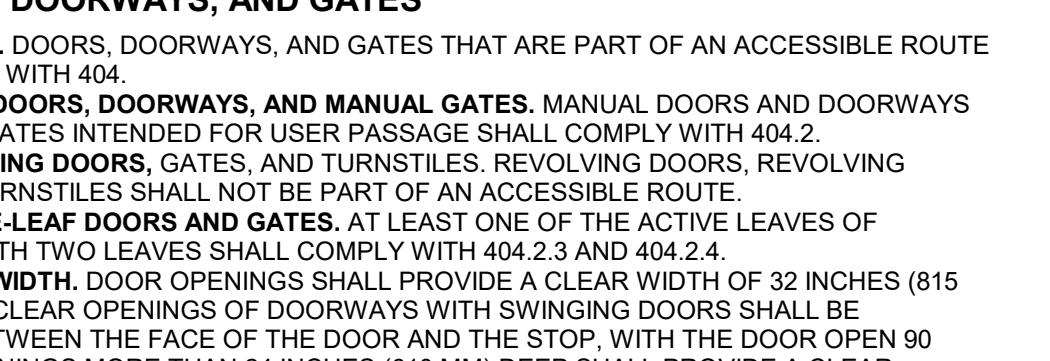 DOORWAYS, AND GATES
. DOORS, DOORWAYS, AND GATES THAT ARE PART OF AN ACCESSIBLE ROUTE
WITH 404.
DOORS, DOORWAYS, AND MANUAL GATES. MANUAL DOORS AND DOORWAYS
ATES INTENDED FOR USER PASSAGE SHALL COMPLY WITH 404.2.
ING DOORS, GATES, AND TURNSTILES. REVOLVING DOORS, REVOLVING
RNSTILES SHALL NOT BE PART OF AN ACCESSIBLE ROUTE.
E-LEAF DOORS AND GATES. AT LEAST ONE OF THE ACTIVE LEAVES OF
TH TWO LEAVES SHALL COMPLY WITH 404.2.3 AND 404.2.4.
WIDTH. DOOR OPENINGS SHALL PROVIDE A CLEAR WIDTH OF 32 INCHES (815
CLEAR OPENINGS OF DOORWAYS WITH SWINGING DOORS SHALL BE
TWEEN THE FACE OF THE DOOR AND THE STOP, WITH THE DOOR OPEN 90